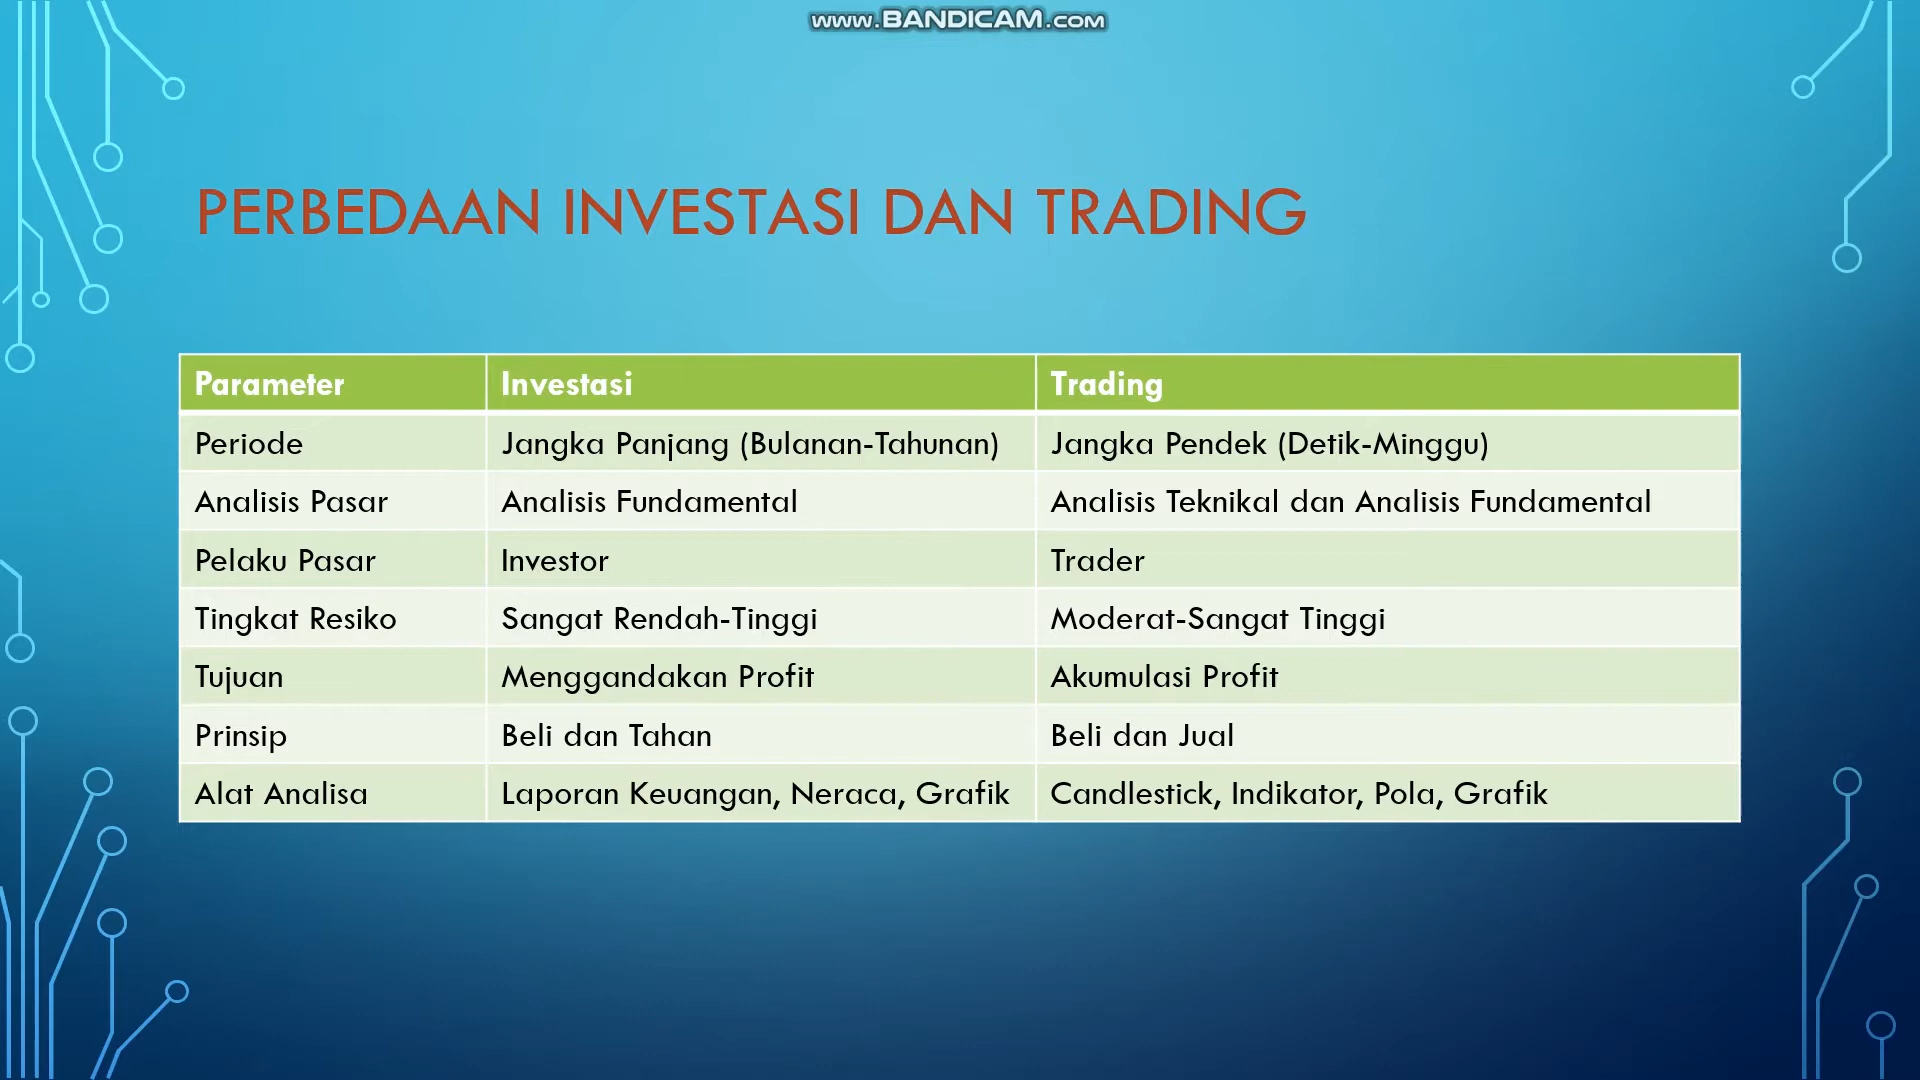 www.BANDICAM.com
PERBEDAAN INVESTASI DAN TRADING
Parameter Investasi Trading
Periode Jangka Panjang (Bulanan-Tahunan) Jangka Pendek (Detik-Minggu)
Analisis Pasar Analisis Fundamental Analisis Teknikal dan Analisis Fundamental
Pelaku Pasar Investor Trader
Tingkat Resiko Sangat Rendah-Tinggi Moderat-Sangat Tinggi
Tujuan Menggandakan Profit Akumulasi Profit
Prinsip Beli dan Tahan Beli dan Jual
Alat Analisa Laporan Keuangan, Neraca, Grafik Candlestick, Indikator, Pola, Grafik